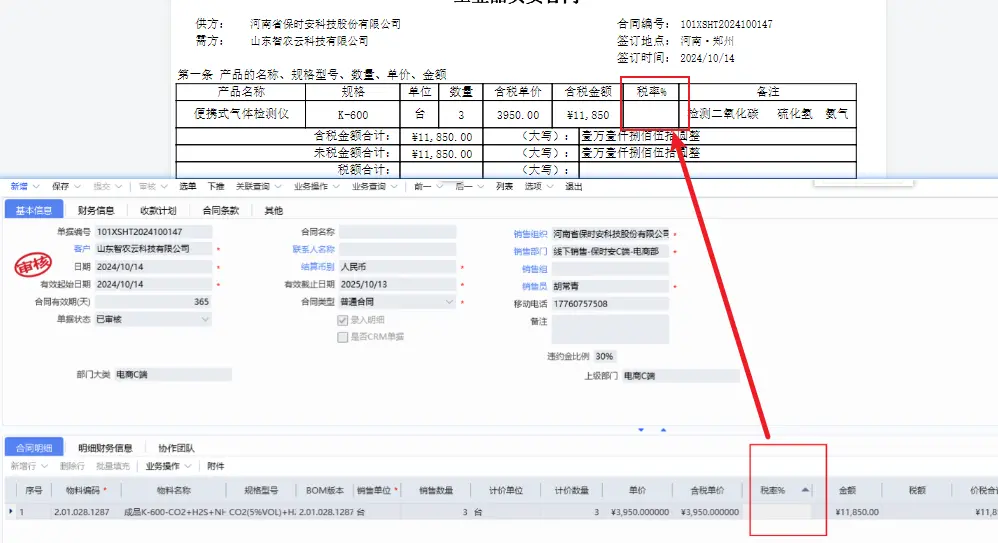 供方: 河南省保时安科技股份有限公司 合同编号: 101XSHT2024100147
需方: 山东智农云科技有限公司 签订地点: 河南·郑州
签订时间: 2024/10/14
第一条 产品的名称、规格型号、数量、单价、金额
产品名称 规格 单位 数量 含税单价 含税金额 税率% 备注
便携式气体检测仪 K-600 台 3 3950.00 ¥11,850 检测二氧化碳 硫化氢 氨气
含税金额合计: ¥11,850.00 (大写): 壹万壹仟捌佰伍拾圆整
未税金额合计: ¥11,850.00 (大写): 壹万壹仟捌佰伍拾圆整
税额合计: (大写):
新增 保存 提交 审核 选单 下推 关联查询 业务操作 业务查询 前一 后一 列表 选项 退出
基本信息 财务信息 收款计划 合同条款 其他
单据编号 101XSHT2024100147 合同名称 销售组织 河南省保时安科技股份有限公司 *
客户 山东智农云科技有限公司 * 联系人名称 销售部门 线下销售-保时安C端-电商部 *
审核
日期 2024/10/14 * 结算币别 人民币 * 销售组
有效起始日期 2024/10/14 * 有效截止日期 2025/10/13 * 销售员 胡常青 *
合同有效期(天) 365 合同类型 普通合同 * 移动电话 17760757508
单据状态 已审核 录入明细 备注
是否CRM单据
违约金比例 30%
部门大类 电商C端 上级部门 电商C端
合同明细 明细财务信息 协作团队
新增行 删除行 批量填充 业务操作 附件
序号 物料编码 * 物料名称 规格型号 BOM版本 销售单位 * 销售数量 计价单位 计价数量 单价 含税单价 税率% 金额 税额 价税合
1 2.01.028.1287 成品K-600-CO2+H2S+NH CO2(5%VOL)+H 2.01.028.1287 台 3 台 3 ¥3,950.000000 ¥3,950.000000 ¥11,850.00 ¥11,8